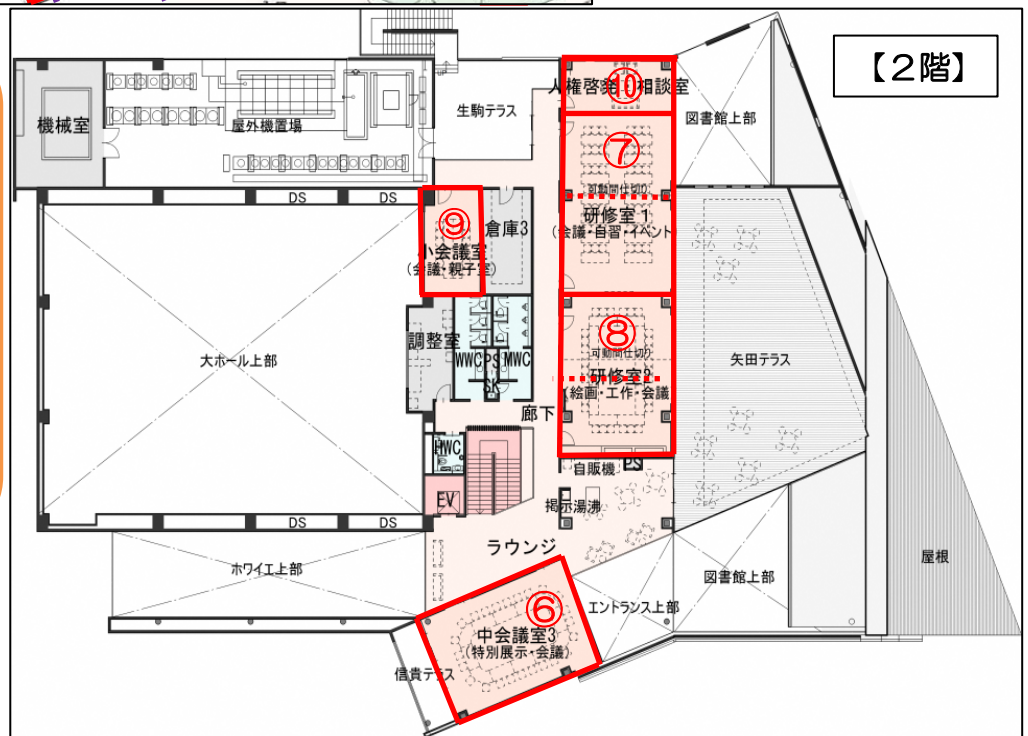 【２階】
⑩
人権啓発・相談室
生駒テラス
図書館上部
機械室
屋外機置場
⑦
可動間仕切り
DS
DS
⑨
倉庫3
研修室1
(会議・自習・イベント)
小会議室
(会議・親子室)
⑧
調整室
可動間仕切り
大ホール上部
WWC
PS
MWC
矢田テラス
研修室2
SK
(絵画・工作・会議)
廊下
HWC
自販機
PS
EV
掲示
湯沸
DS
DS
ラウンジ
屋根
ホワイエ上部
図書館上部
⑥
エントランス上部
中会議室3
(特別展示・会議)
信貴テラス